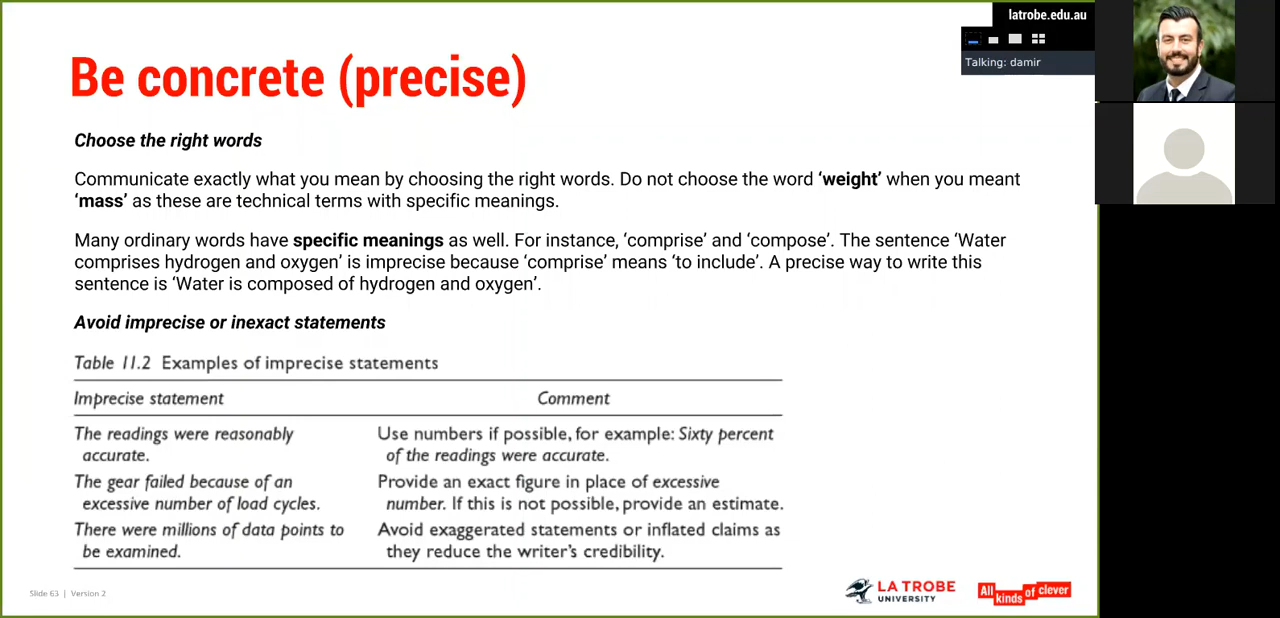 latrobe.edu.au
Talking: damir
Be concrete (precise)
Choose the right words
Communicate exactly what you mean by choosing the right words. Do not choose the word ‘weight’ when you meant
‘mass’ as these are technical terms with specific meanings.
Many ordinary words have specific meanings as well. For instance, ‘comprise’ and ‘compose’. The sentence ‘Water
comprises hydrogen and oxygen’ is imprecise because ‘comprise’ means ‘to include’. A precise way to write this
sentence is ‘Water is composed of hydrogen and oxygen’.
Avoid imprecise or inexact statements
Table 11.2 Examples of imprecise statements
Imprecise statement Comment
The readings were reasonably Use numbers if possible, for example: Sixty percent
accurate. of the readings were accurate.
The gear failed because of an Provide an exact figure in place of excessive
excessive number of load cycles. number. If this is not possible, provide an estimate.
There were millions of data points to Avoid exaggerated statements or inflated claims as
be examined. they reduce the writer’s credibility.
Slide 63 | Version 2
LA TROBE
UNIVERSITY
All kinds of clever